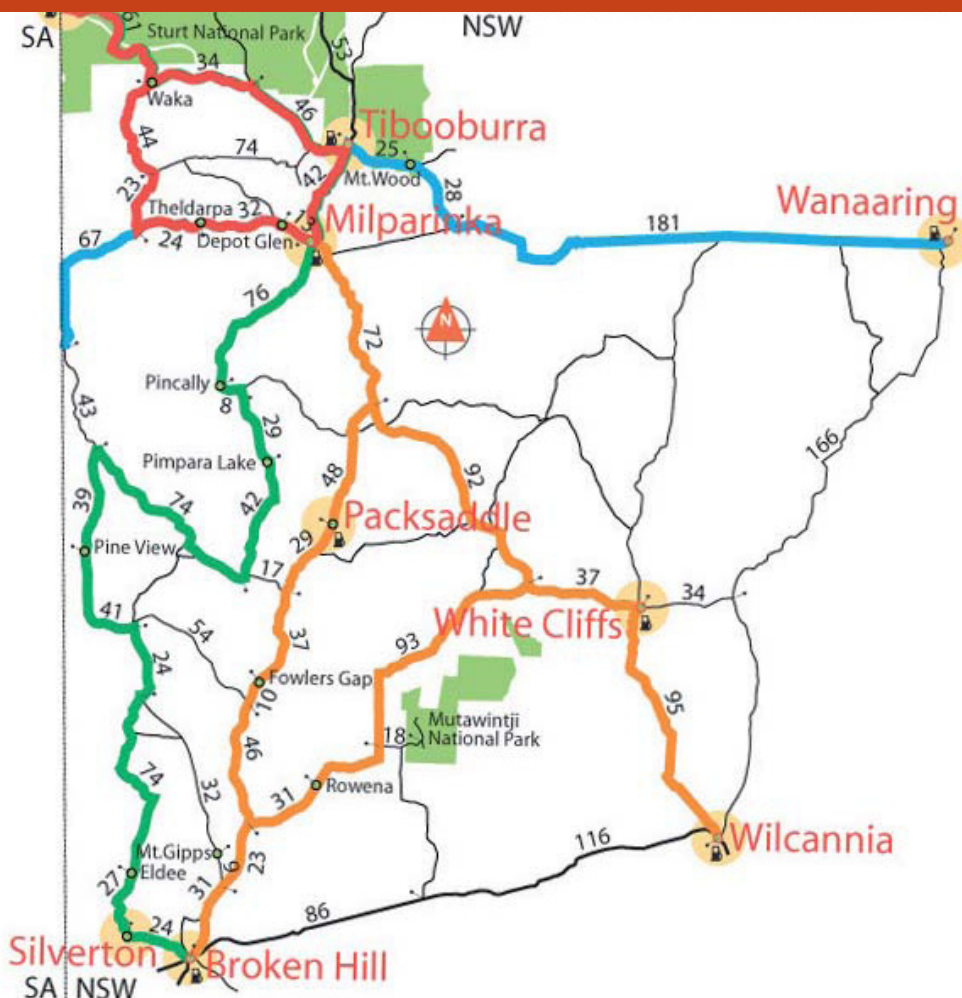 SA
61
Sturt National Park
53
NSW
34
Waka
46
Tibooburra
44
74
25
Mt.Wood
42
28
23
Theldarpa
32
13
Milparinka
Wanaaring
24
Depot Glen
67
181
76
72
N
Pincally
8
43
29
Pimpara Lake
48
92
166
39
74
42
Packsaddle
29
Pine View
17
37
34
White Cliffs
41
54
37
93
24
Fowlers Gap
10
95
Mutawintji
National Park
18
46
74
32
31
Rowena
Mt.Gipps
9
23
116
Wilcannia
Eldee
27
31
86
24
Silverton
Broken Hill
SA
NSW